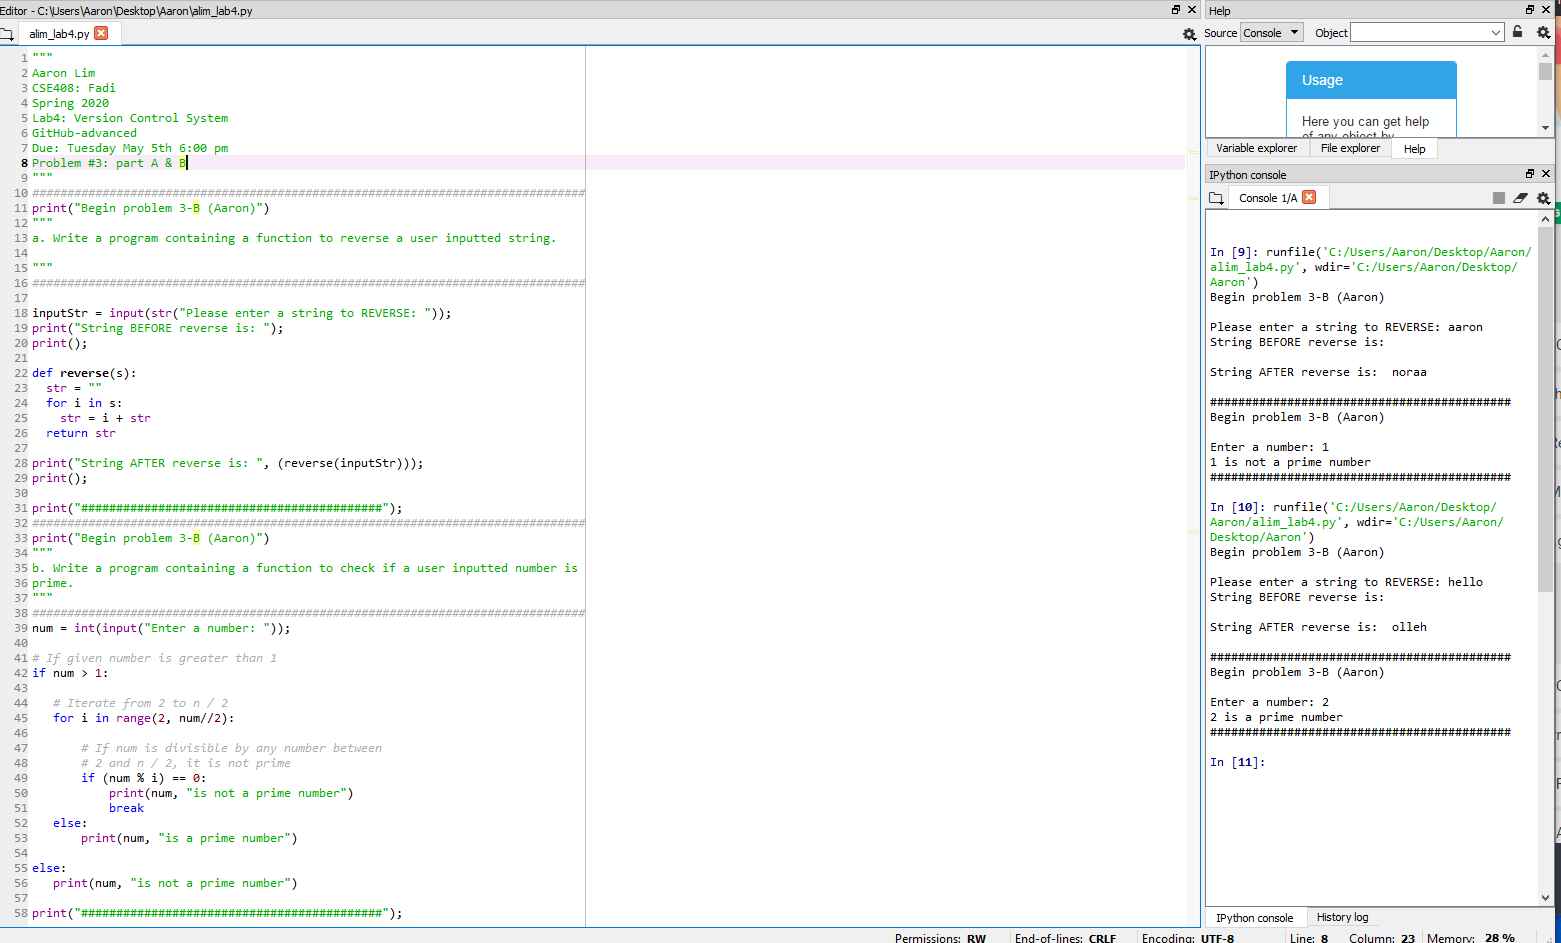 Editor - C:\Users\Aaron\Desktop\Aaron\alim_lab4.py
alim_lab4.py
1 """
2 Aaron Lim
3 CSE408: Fadi
4 Spring 2020
5 Lab4: Version Control System
6 GitHub-advanced
7 Due: Tuesday May 5th 6:00 pm
8 Problem #3: part A & B
9 """
10 ###############################################################################
11 print("Begin problem 3-B (Aaron)")
12 """
13 a. Write a program containing a function to reverse a user inputted string.
14
15 """
16 ###############################################################################
17
18 inputStr = input(str("Please enter a string to REVERSE: "));
19 print("String BEFORE reverse is: ");
20 print();
21
22 def reverse(s):
23   str = ""
24   for i in s:
25     str = i + str
26   return str
27
28 print("String AFTER reverse is: ", (reverse(inputStr)));
29 print();
30
31 print("###########################################");
32 ###############################################################################
33 print("Begin problem 3-B (Aaron)")
34 """
35 b. Write a program containing a function to check if a user inputted number is
36 prime.
37 """
38 ###############################################################################
39 num = int(input("Enter a number: "));
40
41 # If given number is greater than 1
42 if num > 1:
43
44    # Iterate from 2 to n / 2
45    for i in range(2, num//2):
46
47        # If num is divisible by any number between
48        # 2 and n / 2, it is not prime
49        if (num % i) == 0:
50            print(num, "is not a prime number")
51            break
52    else:
53        print(num, "is a prime number")
54
55 else:
56    print(num, "is not a prime number")
57
58 print("###########################################");
Help
Source Console Object
Usage
Here you can get help
of any object by
Variable explorer File explorer Help
IPython console
Console 1/A
In [9]: runfile('C:/Users/Aaron/Desktop/Aaron/
alim_lab4.py', wdir='C:/Users/Aaron/Desktop/
Aaron')
Begin problem 3-B (Aaron)
Please enter a string to REVERSE: aaron
String BEFORE reverse is:
String AFTER reverse is:  noraa
###########################################
Begin problem 3-B (Aaron)
Enter a number: 1
1 is not a prime number
###########################################
In [10]: runfile('C:/Users/Aaron/Desktop/
Aaron/alim_lab4.py', wdir='C:/Users/Aaron/
Desktop/Aaron')
Begin problem 3-B (Aaron)
Please enter a string to REVERSE: hello
String BEFORE reverse is:
String AFTER reverse is:  olleh
###########################################
Begin problem 3-B (Aaron)
Enter a number: 2
2 is a prime number
###########################################
In [11]:
IPython console History log
Permissions: RW End-of-lines: CRLF Encoding: UTF-8 Line: 8 Column: 23 Memory: 28 %